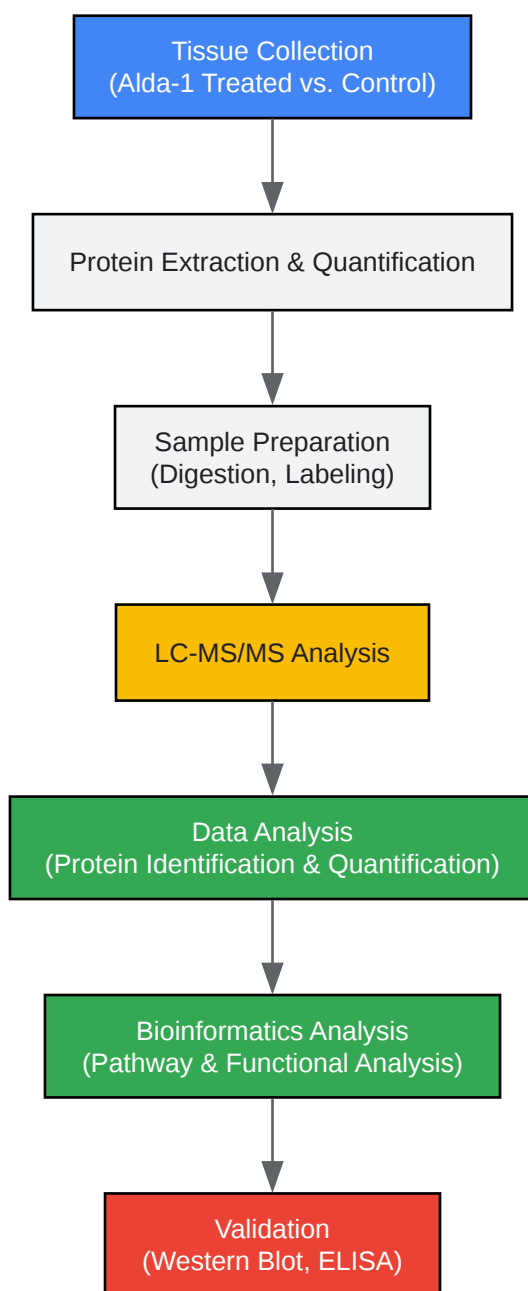 Tissue Collection
(Alda-1 Treated vs. Control)
Protein Extraction & Quantification
Sample Preparation
(Digestion, Labeling)
LC-MS/MS Analysis
Data Analysis
(Protein Identification & Quantification)
Bioinformatics Analysis
(Pathway & Functional Analysis)
Validation
(Western Blot, ELISA)